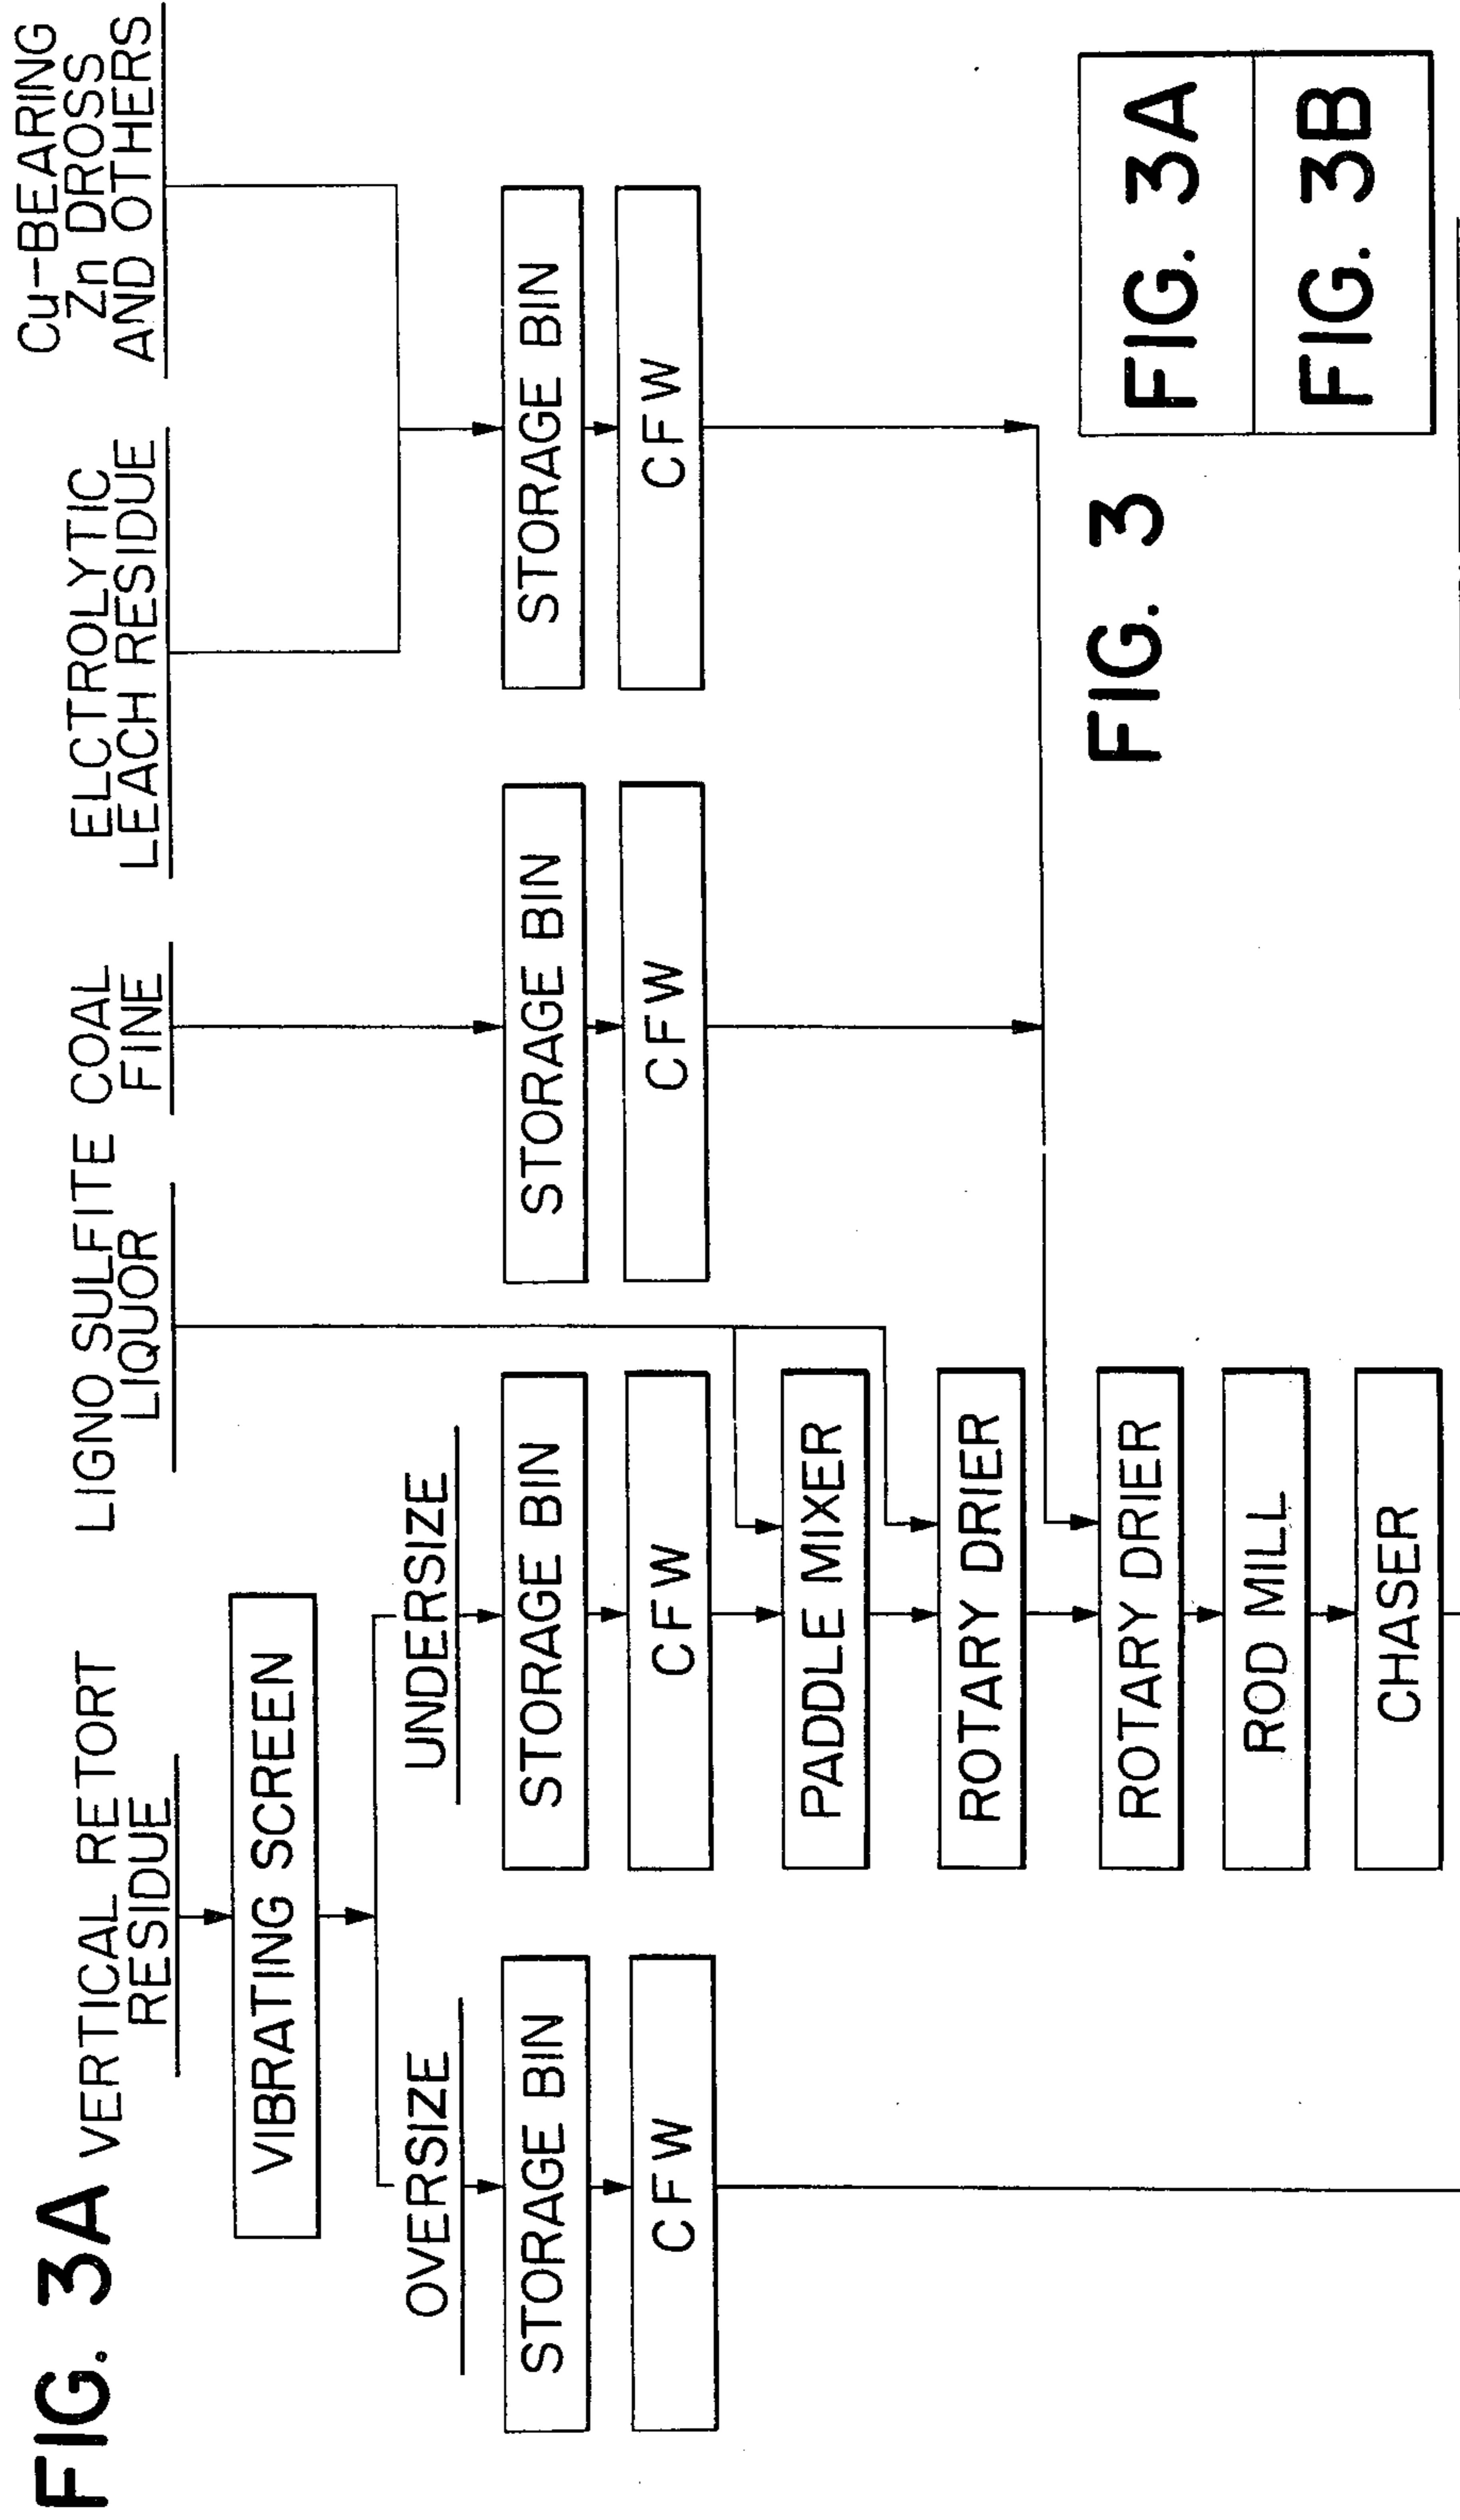 FIG. 3A
VERTICAL RETORT
RESIDUE
LIGNO SULFITE
LIQUOR
COAL
FINE
ELCTROLYTIC
LEACH RESIDUE
Cu-BEARING
Zn DROSS
AND OTHERS
VIBRATING SCREEN
OVERSIZE
UNDERSIZE
STORAGE BIN
STORAGE BIN
STORAGE BIN
STORAGE BIN
CFW
CFW
CFW
CFW
PADDLE MIXER
ROTARY DRIER
ROTARY DRIER
ROD MILL
CHASER
FIG. 3
FIG. 3A
FIG. 3B